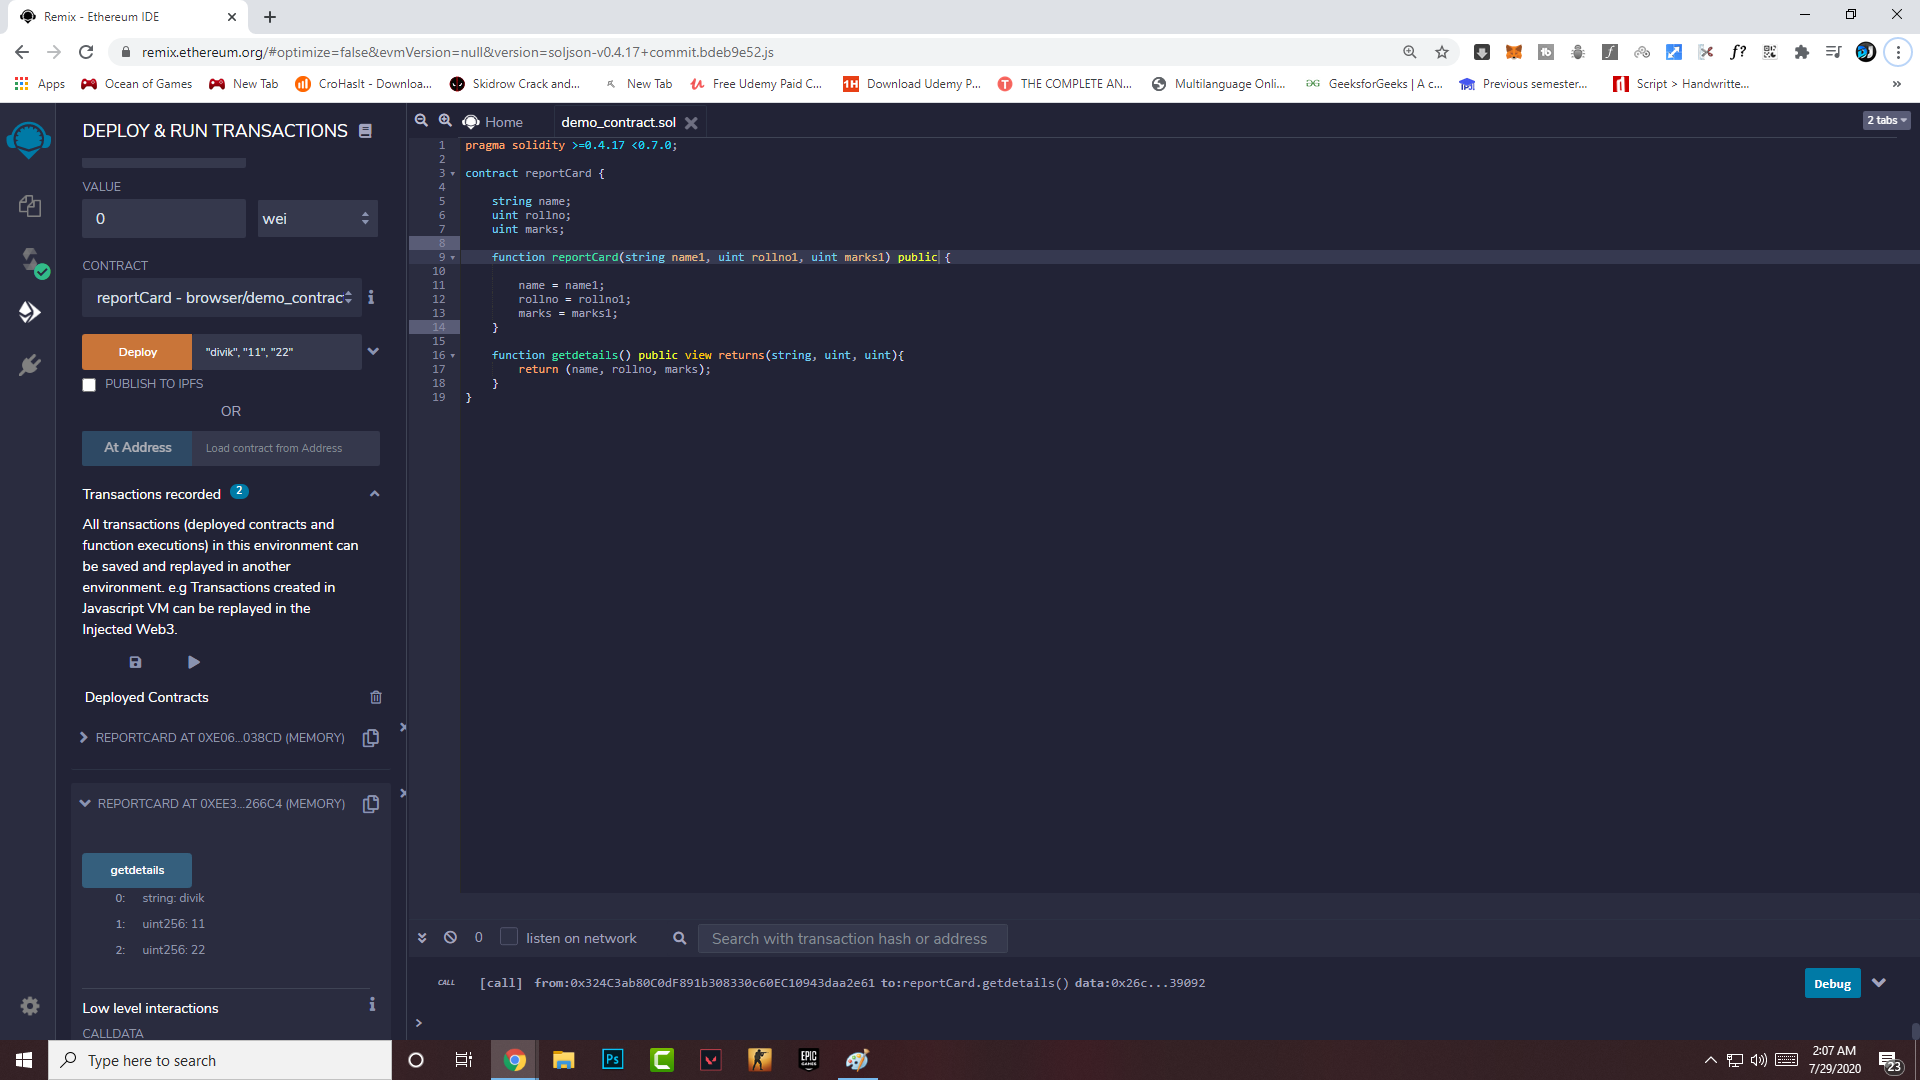 Remix - Ethereum IDE
remix.ethereum.org/#optimize=false&evmVersion=null&version=soljson-v0.4.17+commit.bdeb9e52.js
Apps
Ocean of Games
New Tab
CroHasIt - Downloa...
Skidrow Crack and...
New Tab
Free Udemy Paid C...
Download Udemy P...
THE COMPLETE AN...
Multilanguage Onli...
GeeksforGeeks | A c...
Previous semester...
Script > Handwritte...
»
DEPLOY & RUN TRANSACTIONS
VALUE
0
wei
CONTRACT
reportCard - browser/demo_contrac
i
Deploy
"divik", "11", "22"
PUBLISH TO IPFS
OR
At Address
Load contract from Address
Transactions recorded 2
All transactions (deployed contracts and
function executions) in this environment can
be saved and replayed in another
environment. e.g Transactions created in
Javascript VM can be replayed in the
Injected Web3.
Deployed Contracts
REPORTCARD AT 0XE06...038CD (MEMORY)
REPORTCARD AT 0XEE3...266C4 (MEMORY)
getdetails
0: string: divik
1: uint256: 11
2: uint256: 22
Low level interactions
i
CALLDATA
Home
demo_contract.sol
2 tabs
1 pragma solidity >=0.4.17 <0.7.0;
2
3 contract reportCard {
4
5 string name;
6 uint rollno;
7 uint marks;
8
9 function reportCard(string name1, uint rollno1, uint marks1) public {
10
11 name = name1;
12 rollno = rollno1;
13 marks = marks1;
14 }
15
16 function getdetails() public view returns(string, uint, uint){
17 return (name, rollno, marks);
18 }
19 }
0
listen on network
Search with transaction hash or address
CALL [call] from:0x324C3ab80C0dF891b308330c60EC10943daa2e61 to:reportCard.getdetails() data:0x26c...39092
Debug
>
Type here to search
Ps
EPIC
GAMES
2:07 AM
7/29/2020
23